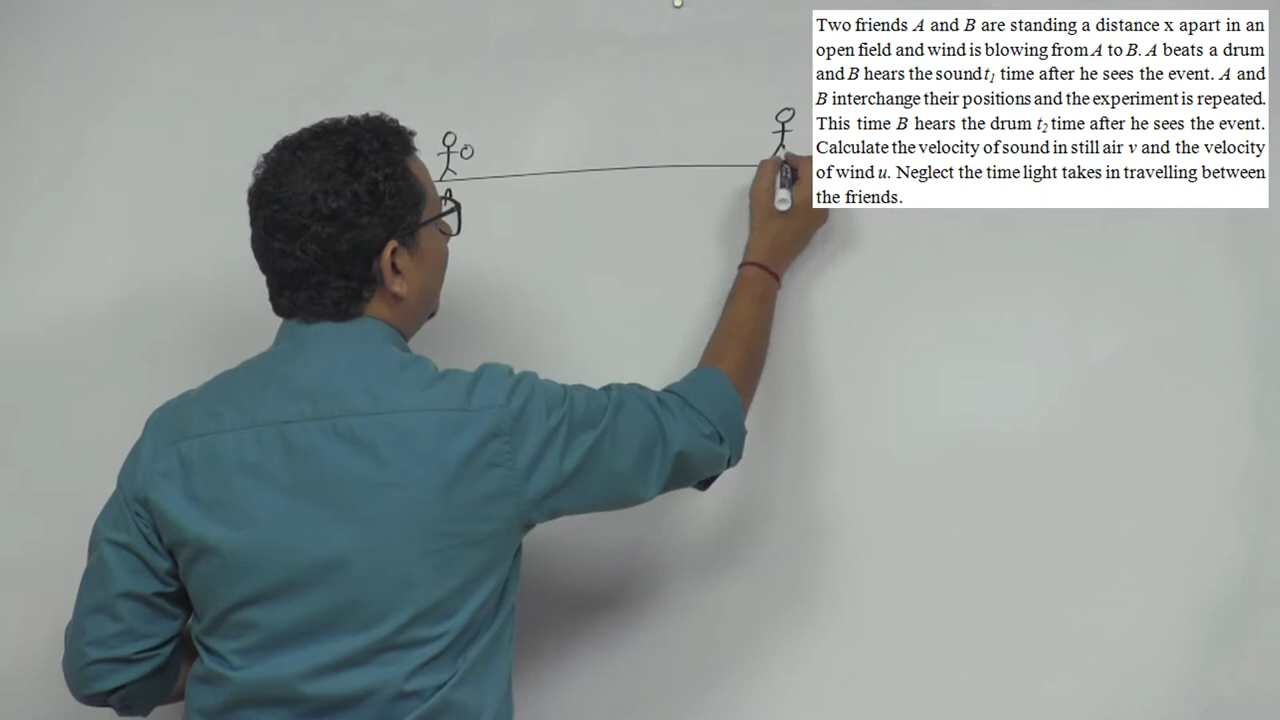 Two friends A and B are standing a distance x apart in an
open field and wind is blowing from A to B. A beats a drum
and B hears the sound t₁ time after he sees the event. A and
B interchange their positions and the experiment is repeated.
This time B hears the drum t₂ time after he sees the event.
Calculate the velocity of sound in still air v and the velocity
of wind u. Neglect the time light takes in travelling between
the friends.
A